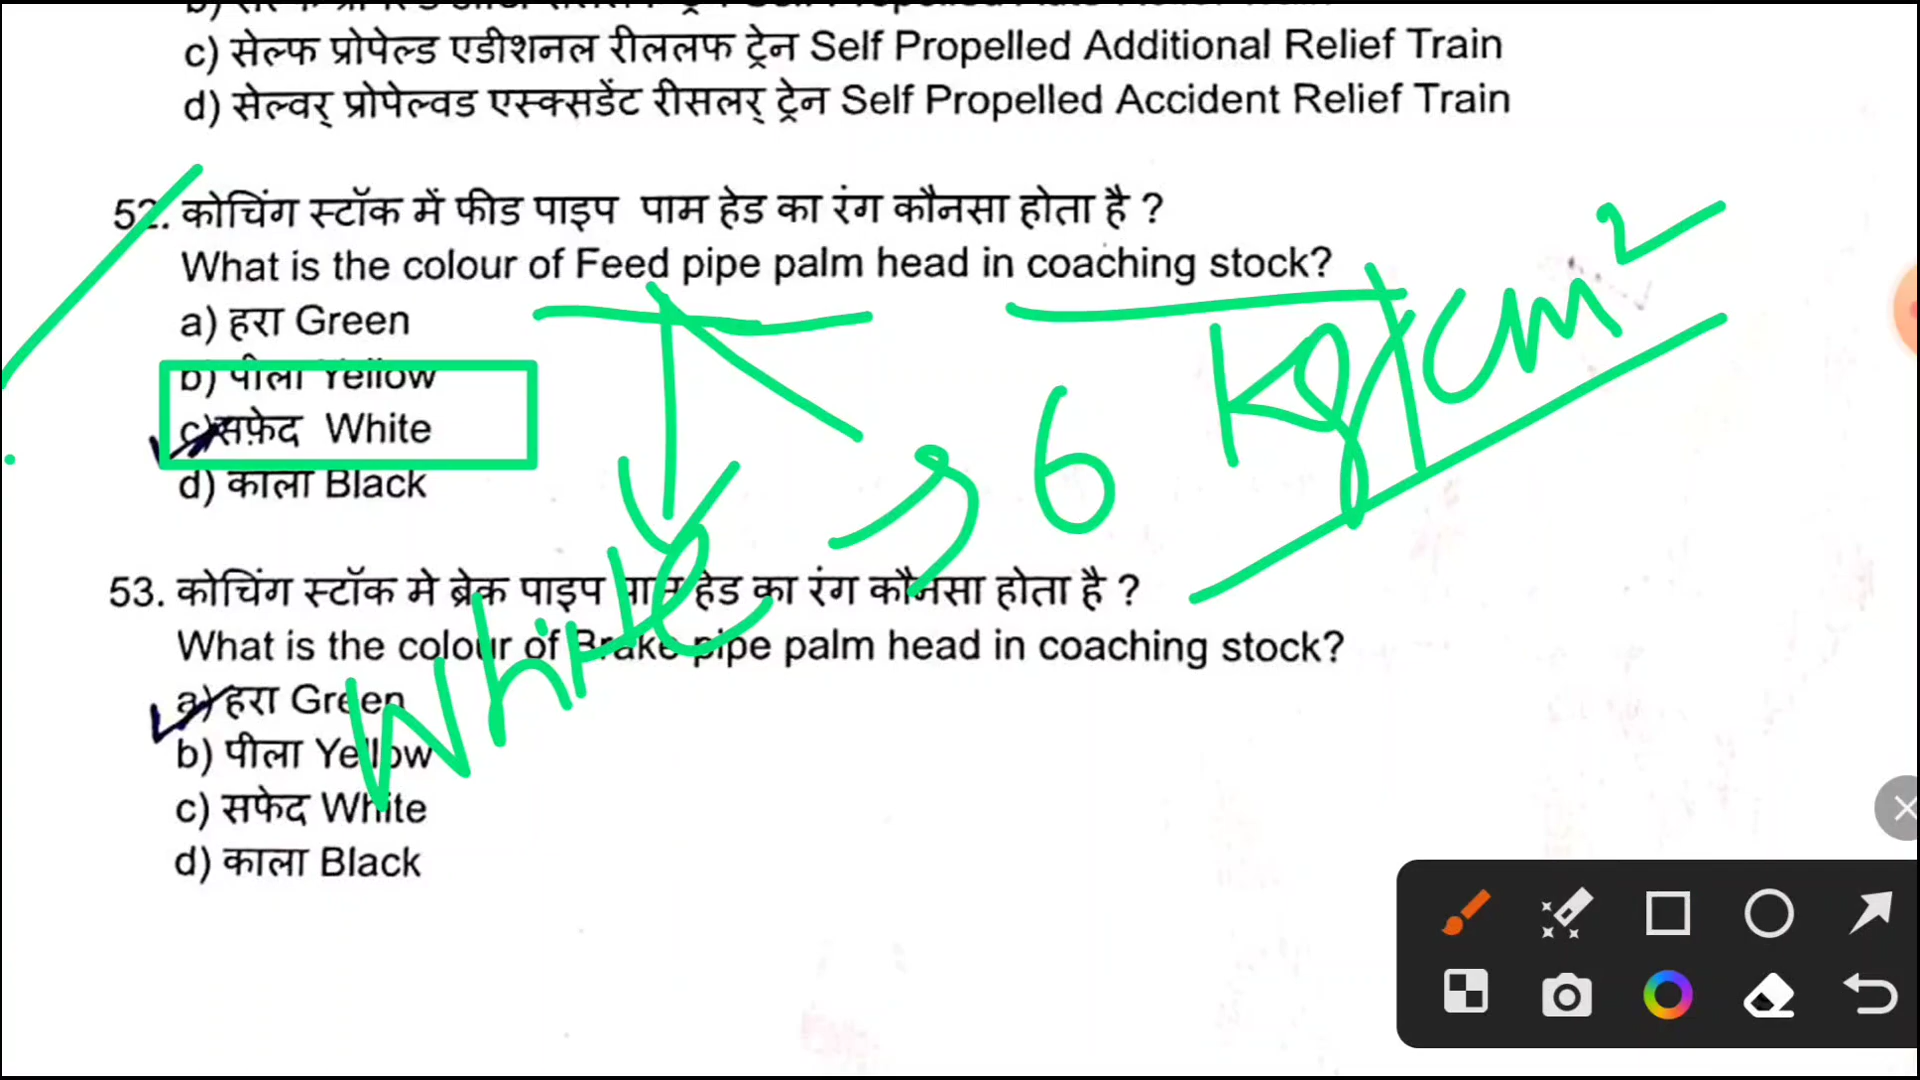 c) सेल्फ प्रोपेल्ड एडीशनल रीललफ ट्रेन Self Propelled Additional Relief Train
d) सेल्वर् प्रोपेल्वड एस्क्सडेंट रीसलर् ट्रेन Self Propelled Accident Relief Train
52. कोचिंग स्टॉक में फीड पाइप पाम हेड का रंग कौनसा होता है ?
What is the colour of Feed pipe palm head in coaching stock?
a) हरा Green
b) पीला Yellow
c) सफ़ेद White
d) काला Black
6 kg/cm²
White
53. कोचिंग स्टॉक मे ब्रेक पाइप पाम हेड का रंग कौनसा होता है ?
What is the colour of Brake pipe palm head in coaching stock?
a) हरा Green
b) पीला Yellow
c) सफेद White
d) काला Black